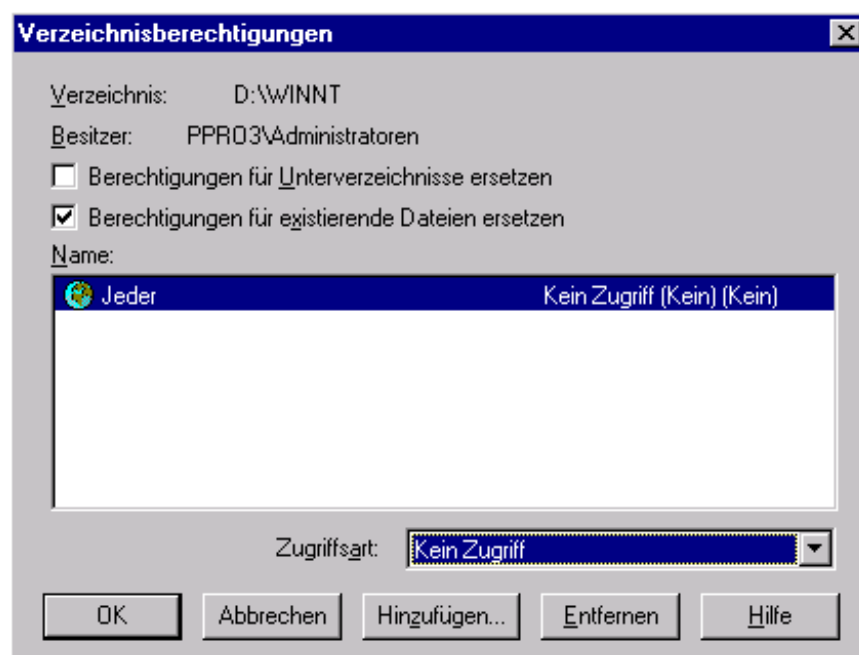 Verzeichnisberechtigungen
Verzeichnis: D:\WINNT
Besitzer: PPRO3\Administratoren
Berechtigungen für Unterverzeichnisse ersetzen
Berechtigungen für existierende Dateien ersetzen
Name:
Jeder Kein Zugriff (Kein) (Kein)
Zugriffsart: Kein Zugriff
OK Abbrechen Hinzufügen... Entfernen Hilfe